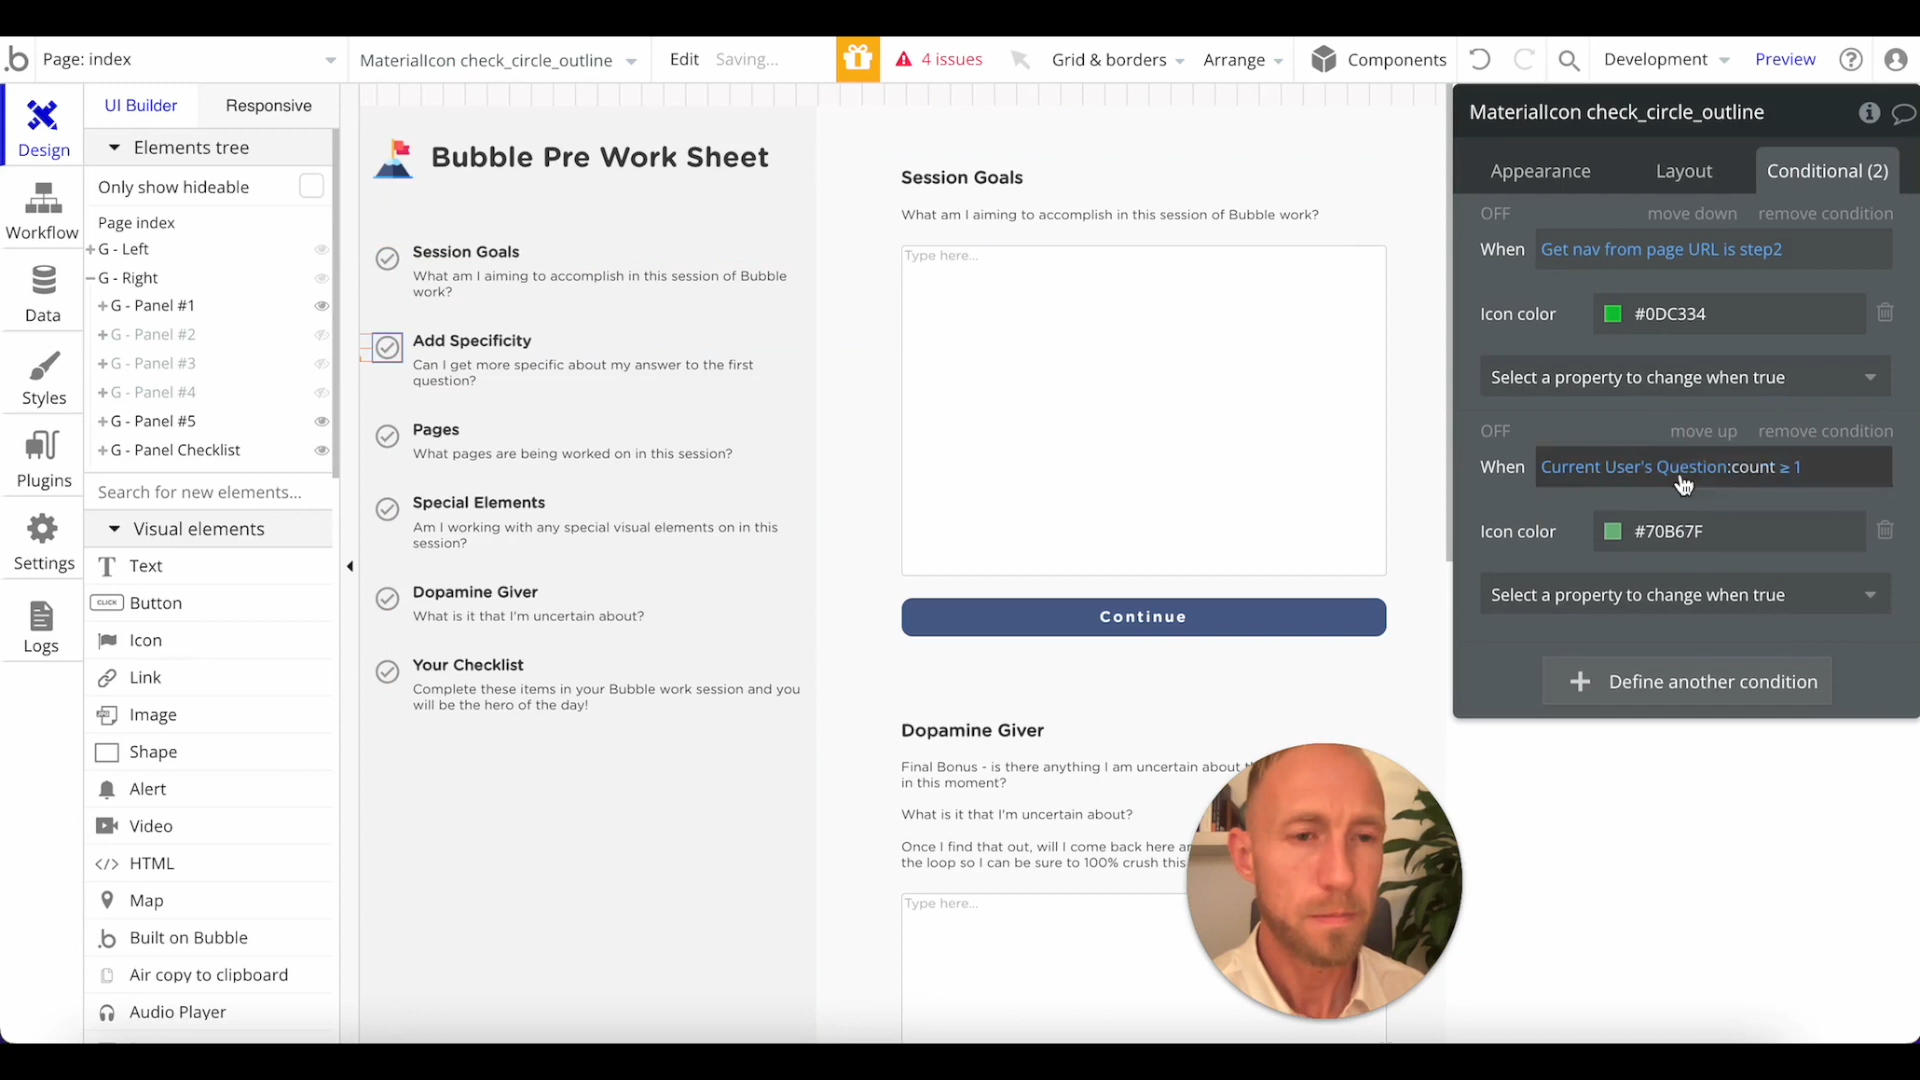 Page: index
MaterialIcon check_circle_outline
Edit
Saving...
4 issues
Grid & borders
Arrange
Components
Development
Preview
UI Builder
Responsive
Design
Workflow
Data
Styles
Plugins
Settings
Logs
Elements tree
Only show hideable
Page index
G - Left
G - Right
G - Panel #1
G - Panel #2
G - Panel #3
G - Panel #4
G - Panel #5
G - Panel Checklist
Search for new elements...
Visual elements
Text
CLICK Button
Icon
Link
Image
Shape
Alert
Video
HTML
Map
Built on Bubble
Air copy to clipboard
Audio Player
Bubble Pre Work Sheet
Session Goals
What am I aiming to accomplish in this session of Bubble
work?
Add Specificity
Can I get more specific about my answer to the first
question?
Pages
What pages are being worked on in this session?
Special Elements
Am I working with any special visual elements on in this
session?
Dopamine Giver
What is it that I'm uncertain about?
Your Checklist
Complete these items in your Bubble work session and you
will be the hero of the day!
Session Goals
What am I aiming to accomplish in this session of Bubble work?
Type here...
Continue
Dopamine Giver
Final Bonus - is there anything I am uncertain about
in this moment?
What is it that I'm uncertain about?
Once I find that out, will I come back here
the loop so I can be sure to 100% crush this
Type here...
MaterialIcon check_circle_outline
Appearance
Layout
Conditional (2)
OFF
move down
remove condition
When
Get nav from page URL is step2
Icon color
#0DC334
Select a property to change when true
OFF
move up
remove condition
When
Current User's Question:count ≥ 1
Icon color
#70B67F
Select a property to change when true
Define another condition